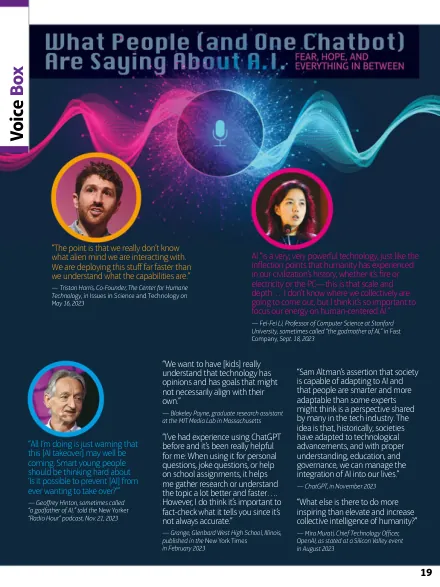 Voice Box
What People (and One Chatbot)
Are Saying About A.I.
FEAR, HOPE, AND
EVERYTHING IN BETWEEN
"The point is that we really don't know
what alien mind we are interacting with.
We are deploying this stuff far faster than
we understand what the capabilities are."
— Tristan Harris, Co-Founder, The Center for Humane
Technology, in Issues in Science and Technology on
May 16, 2023
AI "is a very, very powerful technology, just like the
inflection points that humanity has experienced
in our civilization's history, whether it's fire or
electricity or the PC—this is that scale and
depth . . . I don't know where we collectively are
going to come out, but I think it's so important to
focus our energy on human-centered AI."
— Fei-Fei Li, Professor of Computer Science at Stanford
University, sometimes called "the godmother of AI," in Fast
Company, Sept. 18, 2023
"All I'm doing is just warning that
this [AI takeover] may well be
coming. Smart young people
should be thinking hard about
'Is it possible to prevent [AI] from
ever wanting to take over?'"
— Geoffrey Hinton, sometimes called
"a godfather of AI," told the New Yorker
"Radio Hour" podcast, Nov. 21, 2023
"We want to have [kids] really
understand that technology has
opinions and has goals that might
not necessarily align with their
own."
— Blakeley Payne, graduate research assistant
at the MIT Media Lab in Massachusetts
"I've had experience using ChatGPT
before and it's been really helpful
for me: When using it for personal
questions, joke questions, or help
on school assignments, it helps
me gather research or understand
the topic a lot better and faster. . . .
However, I do think it's important to
fact-check what it tells you since it's
not always accurate."
— Grange, Glenbard West High School, Illinois,
published in the New York Times
in February 2023
"Sam Altman's assertion that society
is capable of adapting to AI and
that people are smarter and more
adaptable than some experts
might think is a perspective shared
by many in the tech industry. The
idea is that, historically, societies
have adapted to technological
advancements, and with proper
understanding, education, and
governance, we can manage the
integration of AI into our lives."
— ChatGPT, in November 2023
"What else is there to do more
inspiring than elevate and increase
collective intelligence of humanity?"
— Mira Murati, Chief Technology Officer,
OpenAI, as stated at a Silicon Valley event
in August 2023
19